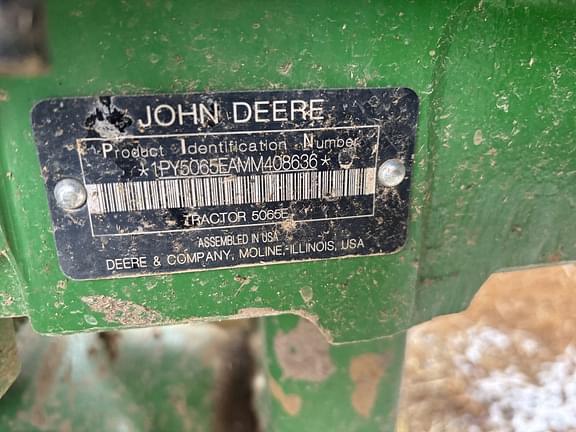 JOHN DEERE
Product Identification Number
*1PY5065EAMM408636*
TRACTOR 5065E
ASSEMBLED IN USA
DEERE & COMPANY, MOLINE, ILLINOIS, USA